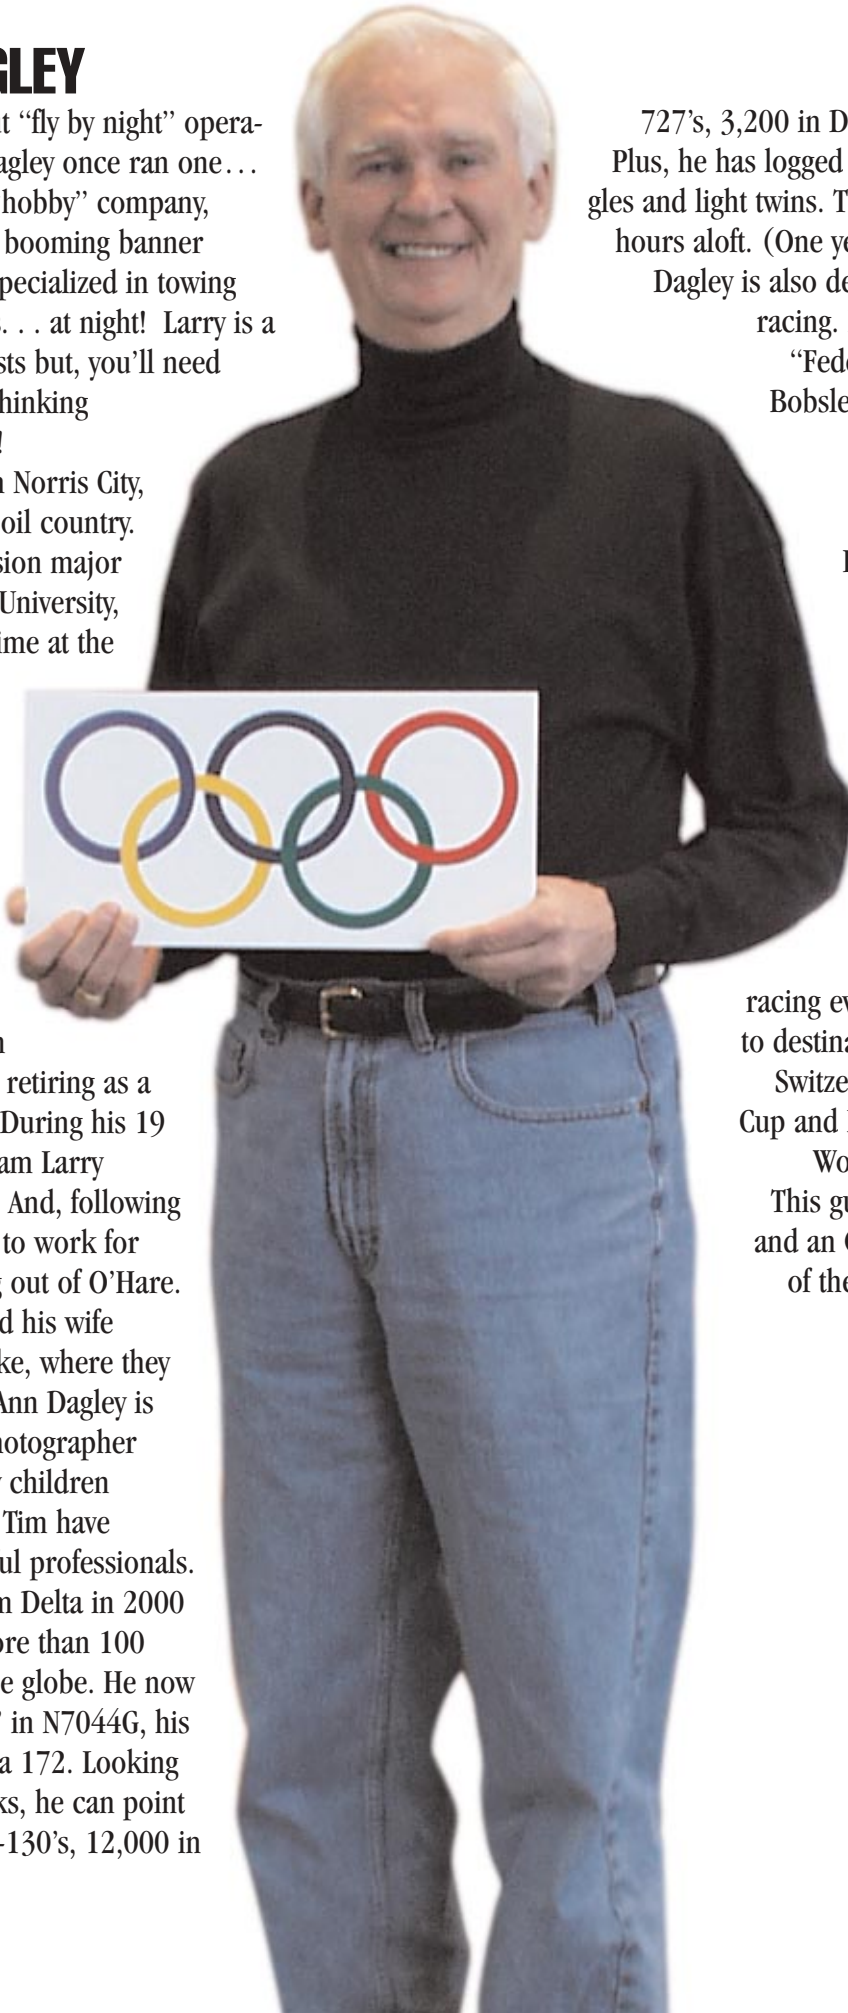 GLEY
t “fly by night” opera-
agley once ran one…
hobby” company,
booming banner
pecialized in towing
s. . . at night!  Larry is a
sts but, you’ll need
hinking
!
n Norris City,
oil country.
sion major
University,
ime at the
n
retiring as a
During his 19
am Larry
And, following
to work for
g out of O’Hare.
d his wife
ke, where they
Ann Dagley is
hotographer
y children
Tim have
ul professionals.
m Delta in 2000
ore than 100
e globe. He now
” in N7044G, his
a 172. Looking
ks, he can point
-130’s, 12,000 in
727’s, 3,200 in D
Plus, he has logged
gles and light twins. T
hours aloft. (One ye
Dagley is also de
racing.
“Fede
Bobsle
racing ev
to destina
Switze
Cup and
Wo
This gu
and an
of the